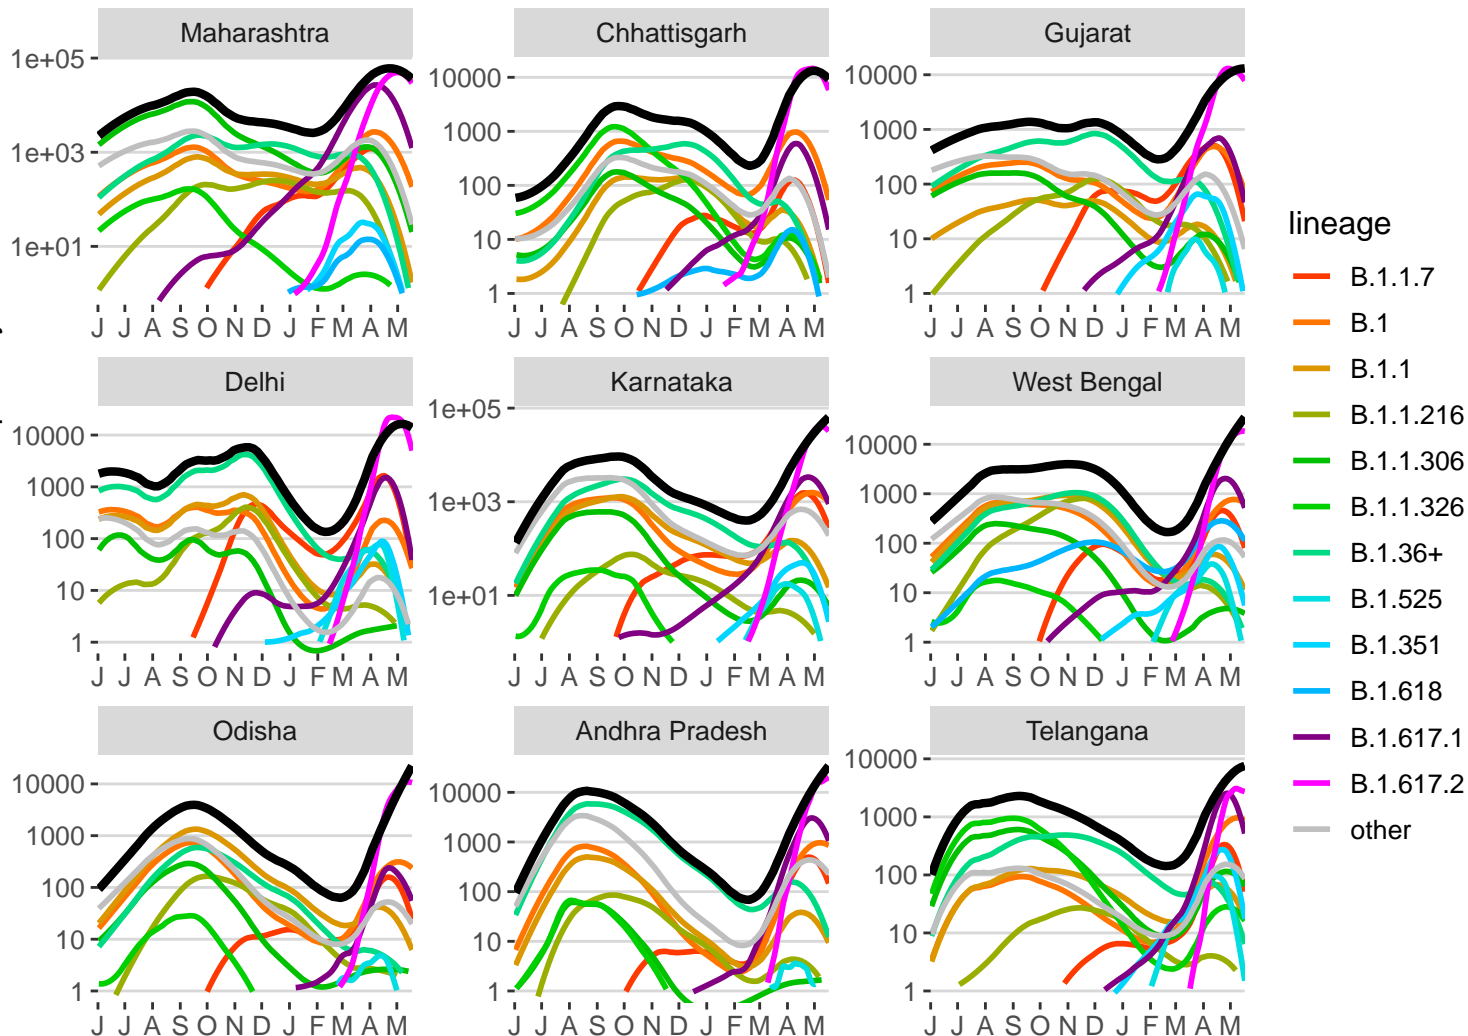 Maharashtra Chhattisgarh Gujarat
1e+05
1e+03
1e+01
10000
1000
100
10
1
10000
1000
100
10
1
J J A S O N D J F M A M
J J A S O N D J F M A M
J J A S O N D J F M A M
Delhi Karnataka West Bengal
10000
1000
100
10
1
1e+05
1e+03
1e+01
10000
1000
100
10
1
J J A S O N D J F M A M
J J A S O N D J F M A M
J J A S O N D J F M A M
Odisha Andhra Pradesh Telangana
10000
1000
100
10
1
10000
1000
100
10
1
10000
1000
100
10
1
J J A S O N D J F M A M
J J A S O N D J F M A M
J J A S O N D J F M A M
lineage
B.1.1.7
B.1
B.1.1
B.1.1.216
B.1.1.306
B.1.1.326
B.1.36+
B.1.525
B.1.351
B.1.618
B.1.617.1
B.1.617.2
other